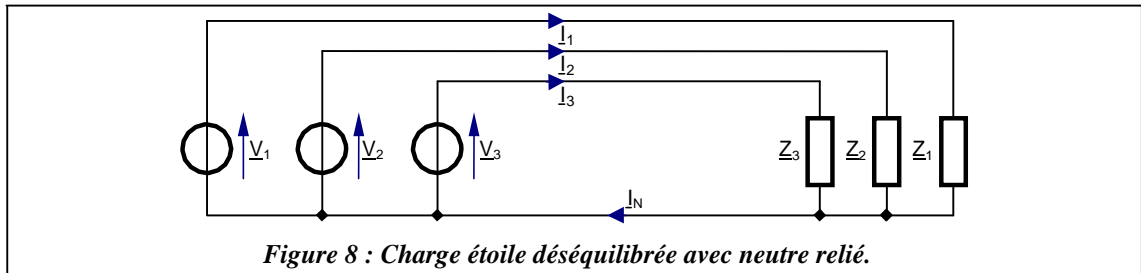 I1
I2
I3
V1
V2
V3
Z3
Z2
Z1
IN
Figure 8 : Charge étoile déséquilibrée avec neutre relié.